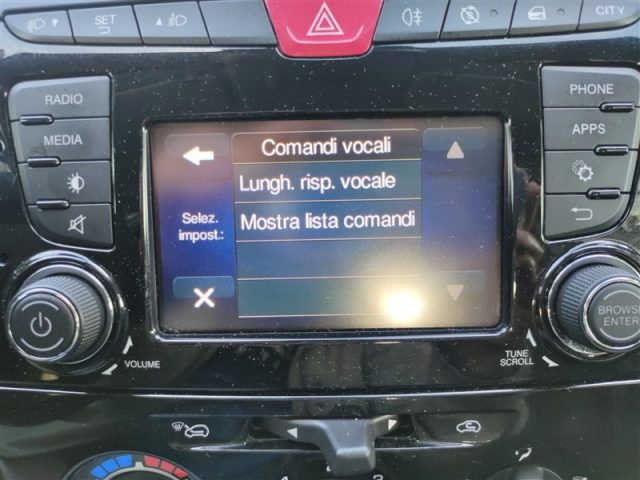 SET
CITY
RADIO
MEDIA
PHONE
APPS
Comandi vocali
Lungh. risp. vocale
Selez.
impost.:
Mostra lista comandi
VOLUME
BROWSE
ENTER
TUNE
SCROLL